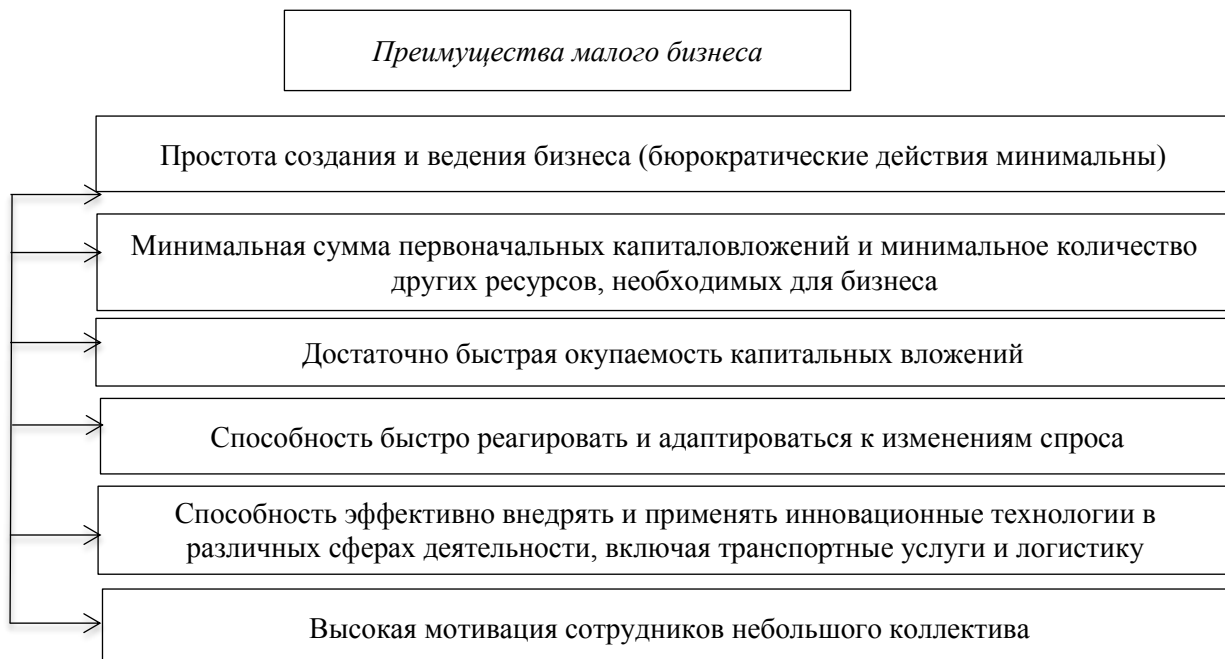 Преимущества малого бизнеса
Простота создания и ведения бизнеса (бюрократические действия минимальны)
Минимальная сумма первоначальных капиталовложений и минимальное количество
других ресурсов, необходимых для бизнеса
Достаточно быстрая окупаемость капитальных вложений
Способность быстро реагировать и адаптироваться к изменениям спроса
Способность эффективно внедрять и применять инновационные технологии в
различных сферах деятельности, включая транспортные услуги и логистику
Высокая мотивация сотрудников небольшого коллектива